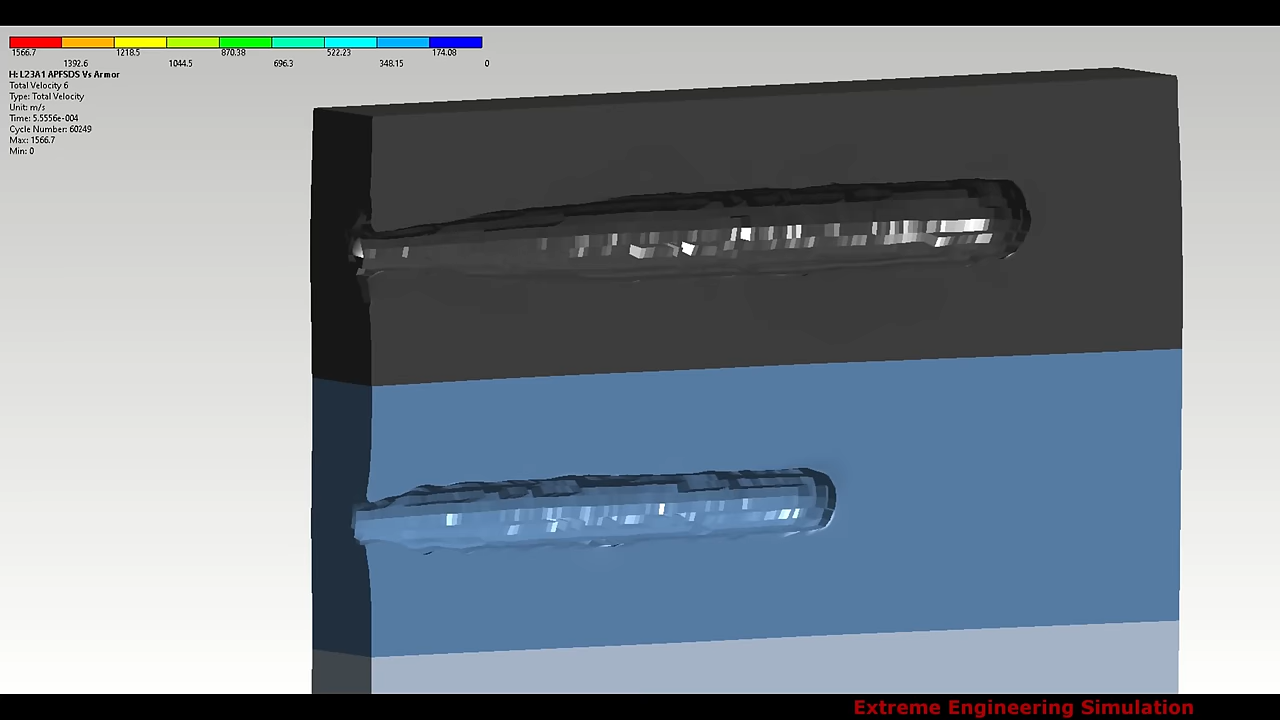 1566.7 1218.5 870.38 522.23 174.08
1392.6 1044.5 696.3 348.15 0
H: L23A1 APFSDS Vs Armor
Total Velocity 6
Type: Total Velocity
Unit: m/s
Time: 5.5556e-004
Cycle Number: 60249
Max: 1566.7
Min: 0
Extreme Engineering Simulation